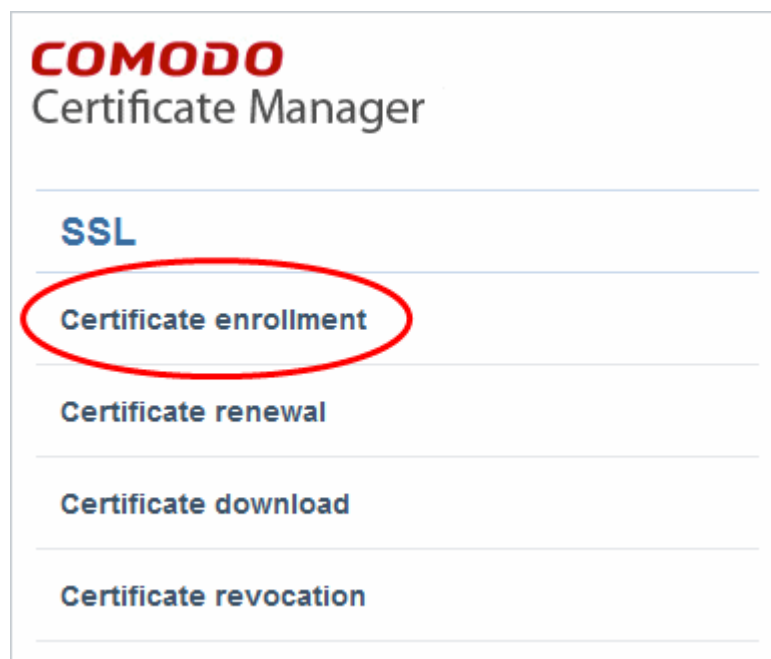 COMODO
Certificate Manager
SSL
Certificate enrollment
Certificate renewal
Certificate download
Certificate revocation